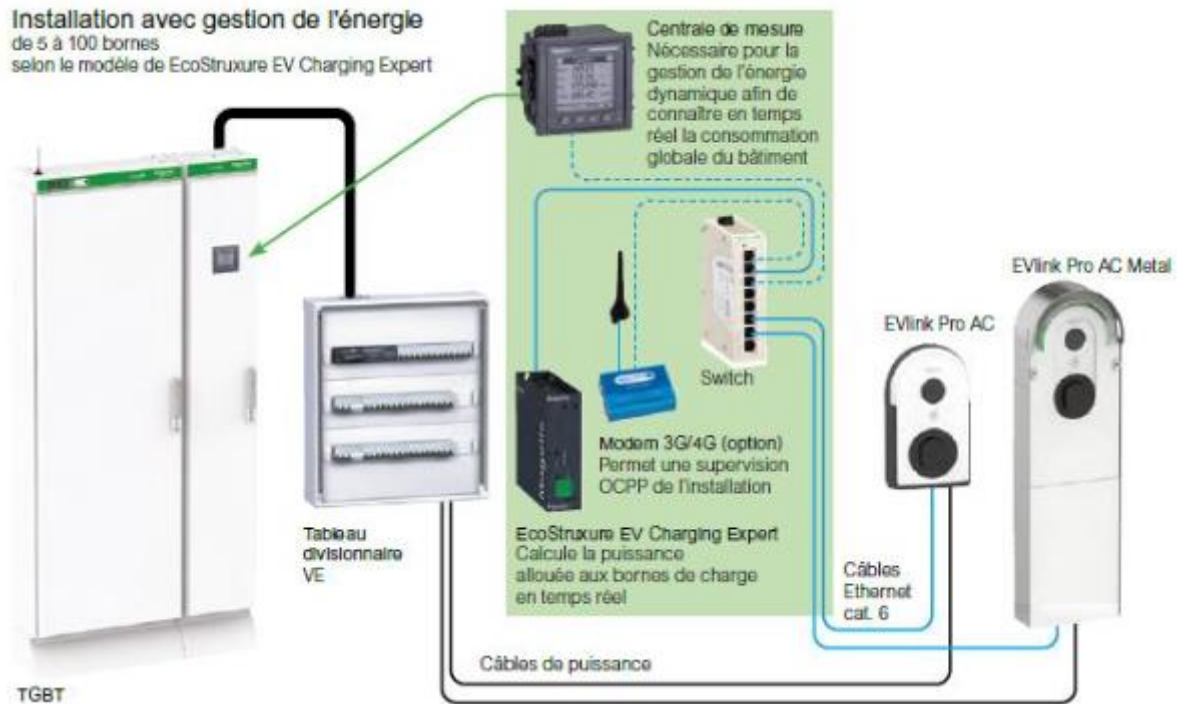 Installation avec gestion de l'énergie
de 5 à 100 bornes
selon le modèle de EcoStruxure EV Charging Expert
Centrale de mesure
Nécessaire pour la
gestion de l'énergie
dynamique afin de
connaître en temps
réel la consommation
globale du bâtiment
EVlink Pro AC Metal
EVlink Pro AC
Switch
Modem 3G/4G (option)
Permet une supervision
OCPP de l'installation
Tableau
divisionnaire
VE
EcoStruxure EV Charging Expert
Calcule la puissance
allouée aux bornes de charge
en temps réel
Câbles
Ethernet
cat. 6
Câbles de puissance
TGBT